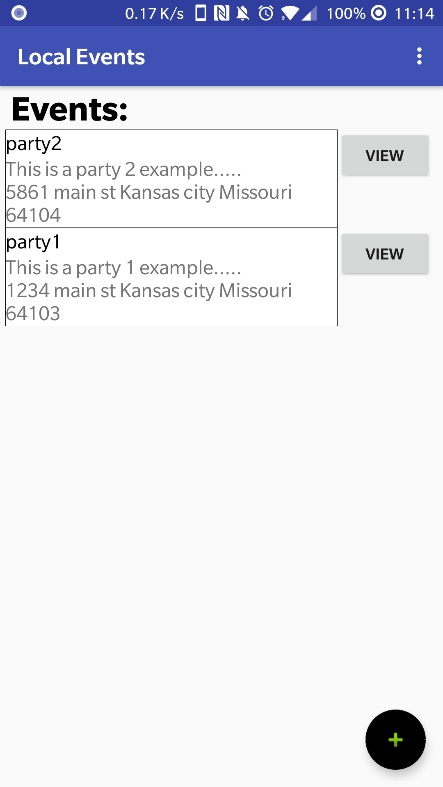 0.17 K/s 100% 11:14
Local Events
Events:
party2
This is a party 2 example.....
5861 main st Kansas city Missouri
64104
VIEW
party1
This is a party 1 example.....
1234 main st Kansas city Missouri
64103
VIEW
+